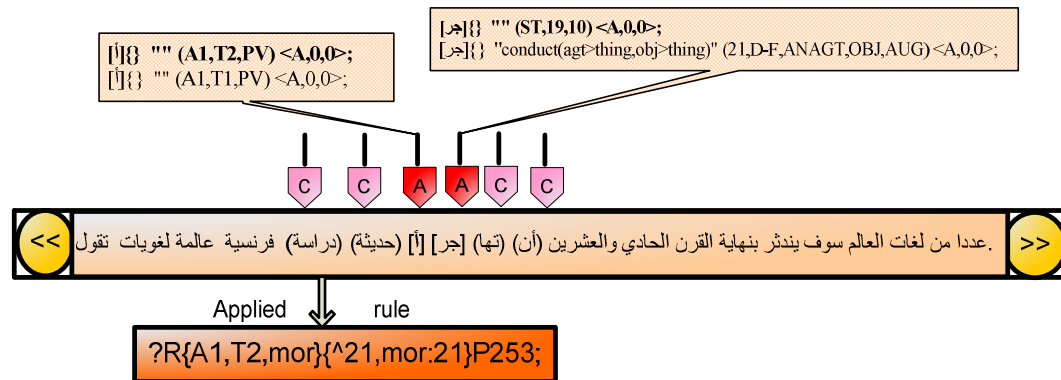 [أ]{} "" (A1,T2,PV) <A,0,0>;
[أ]{} "" (A1,T1,PV) <A,0,0>;
[جر]{} "" (ST,19,10) <A,0,0>;
[جر]{} "conduct(agt>thing,obj>thing)" (21,D-F,ANAGT,OBJ,AUG) <A,0,0>;
C C A A C C
<< .عددا من لغات العالم سوف يندثر بنهاية القرن الحادي والعشرين (أن) (تها) [جر] [أ] (حديثة) (دراسة) فرنسية عالمة لغويات تقول >>
Applied rule
?R{A1,T2,mor}{^21,mor:21}P253;